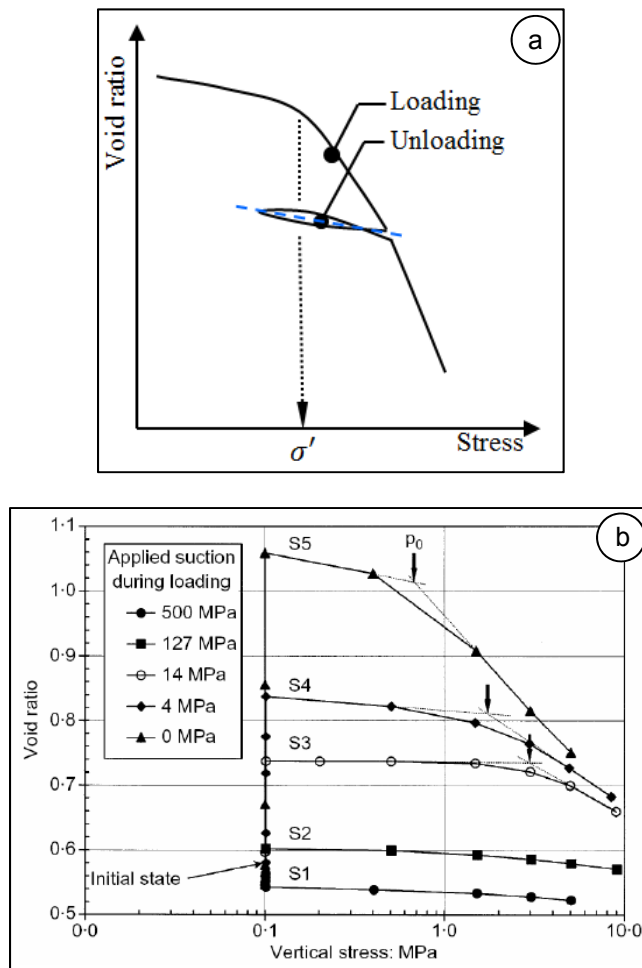 a
Void ratio
Loading
Unloading
σ′
Stress
b
1·1
1·0
0·9
0·8
0·7
0·6
0·5
Void ratio
Applied suction
during loading
500 MPa
127 MPa
14 MPa
4 MPa
0 MPa
S5
p₀
S4
S3
S2
Initial state
S1
0·0
0·1
1·0
10·0
Vertical stress: MPa